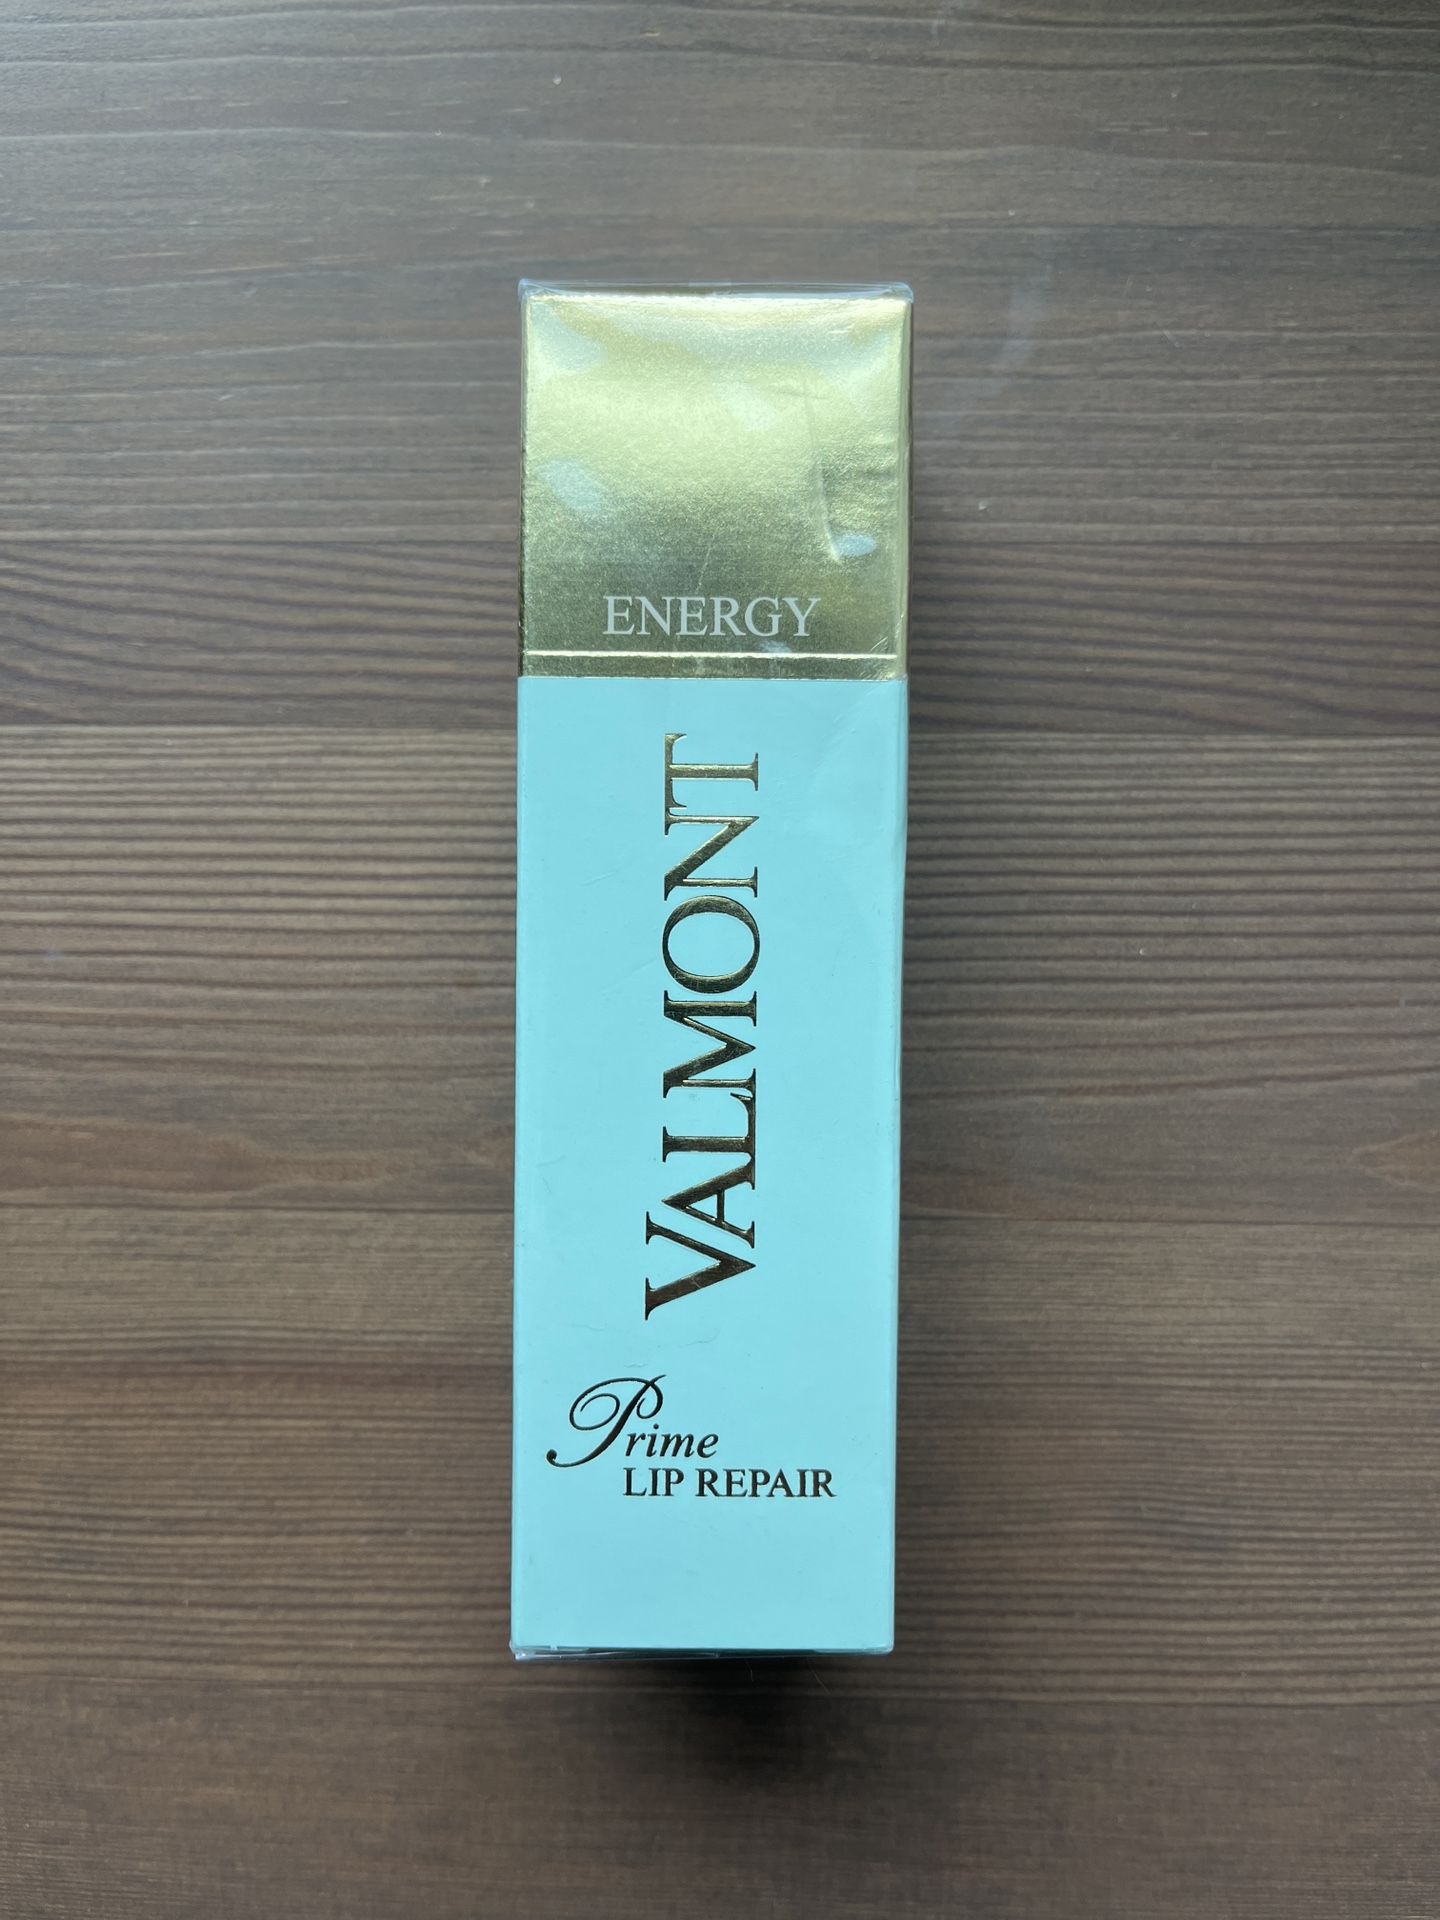 ENERGY
VALMONT
Prime
LIP REPAIR